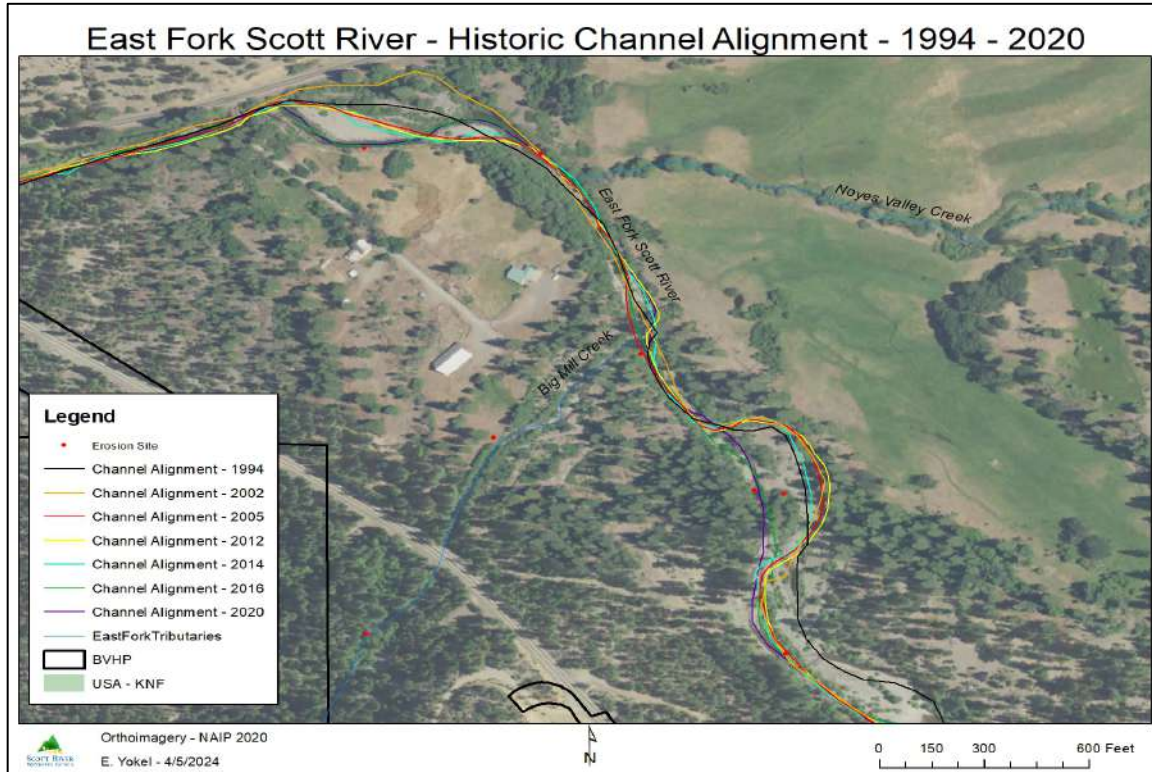 East Fork Scott River - Historic Channel Alignment - 1994 - 2020
Noyes Valley Creek
East Fork Scott River
Big Mill Creek
Legend
Erosion Site
Channel Alignment - 1994
Channel Alignment - 2002
Channel Alignment - 2005
Channel Alignment - 2012
Channel Alignment - 2014
Channel Alignment - 2016
Channel Alignment - 2020
EastForkTributaries
BVHP
USA - KNF
SCOTT RIVER
Orthoimagery - NAIP 2020
E. Yokel - 4/5/2024
N
0 150 300 600 Feet